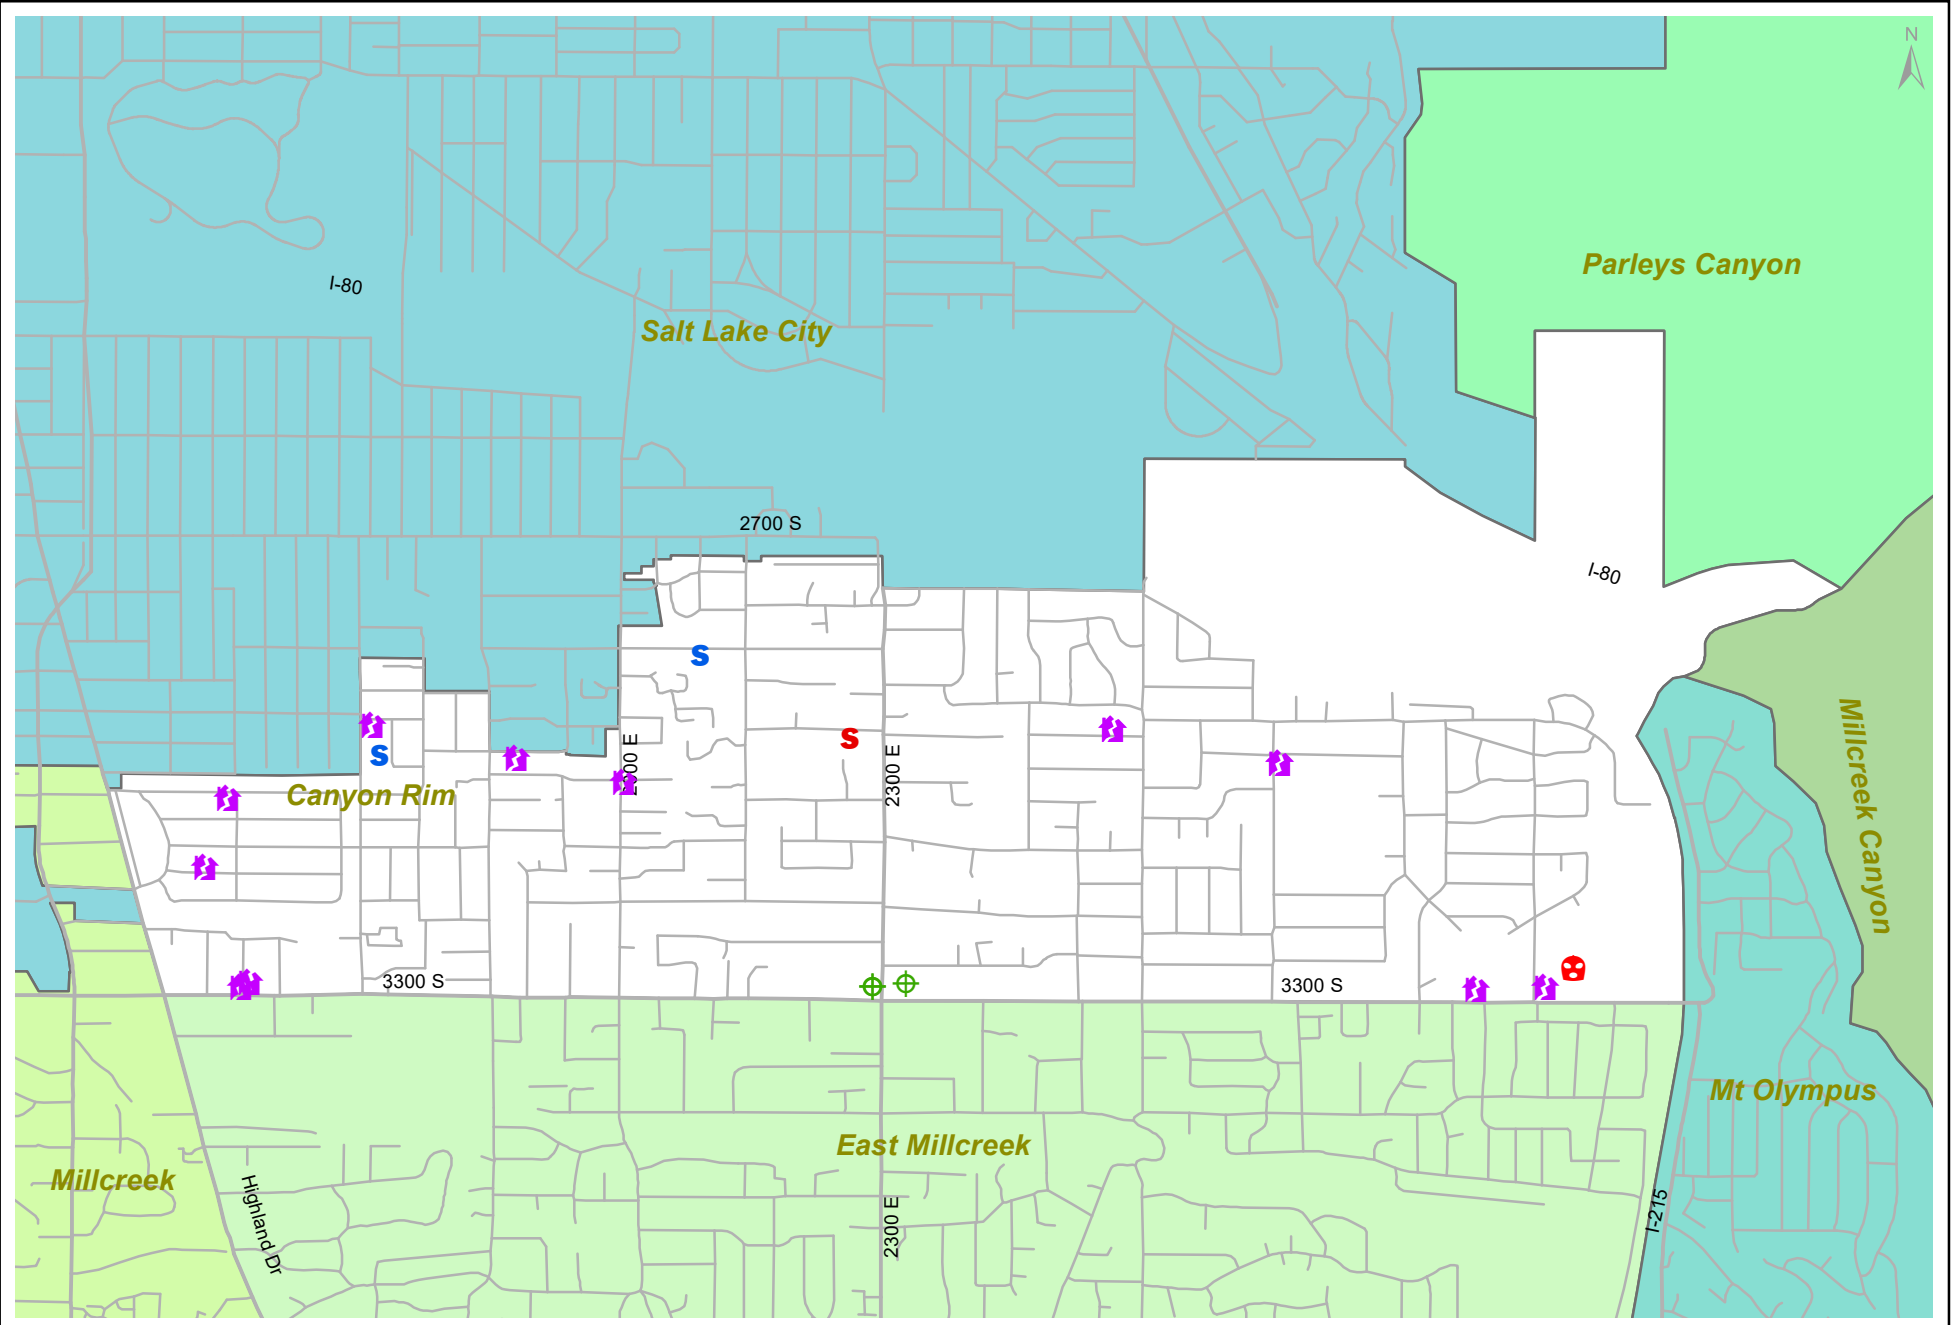 N
Parleys Canyon
I-80
Salt Lake City
2700 S
I-80
S
S
S
2300 E
Canyon Rim
Millcreek Canyon
3300 S
3300 S
Mt Olympus
East Millcreek
Millcreek
Highland Dr
2300 E
I-215